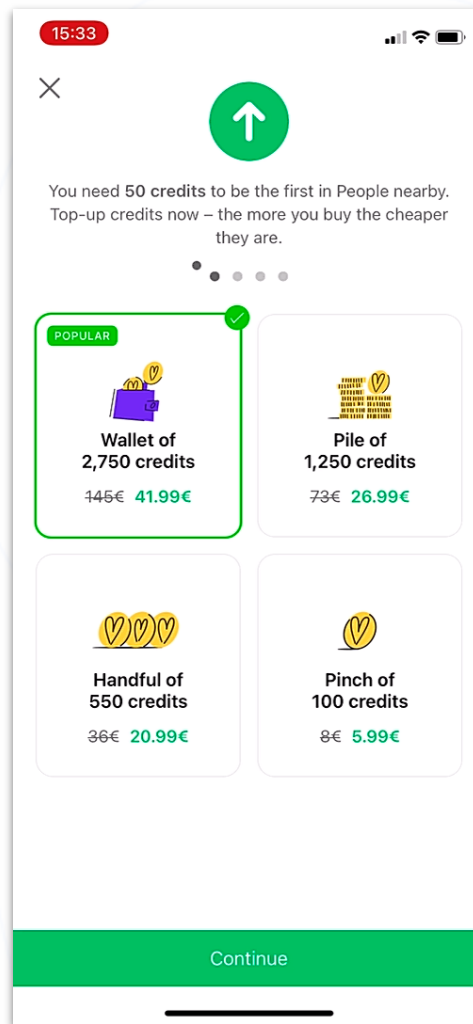 15:33
You need 50 credits to be the first in People nearby.
Top-up credits now – the more you buy the cheaper
they are.
POPULAR
Wallet of
2,750 credits
145€ 41.99€
Pile of
1,250 credits
73€ 26.99€
Handful of
550 credits
36€ 20.99€
Pinch of
100 credits
8€ 5.99€
Continue